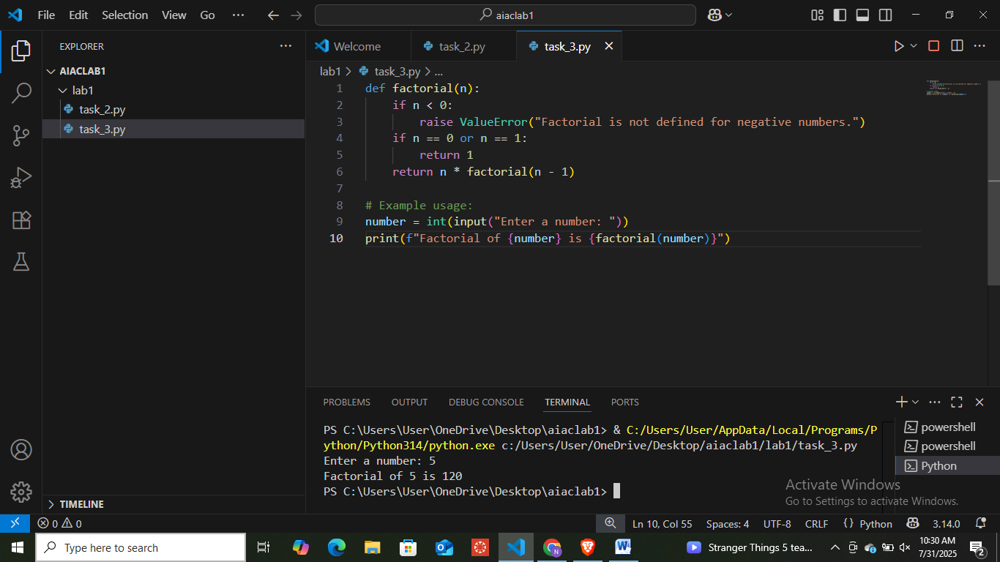 File Edit Selection View Go ··· aiaclab1
EXPLORER
AIACLAB1
lab1
task_2.py
task_3.py
TIMELINE
Welcome task_2.py task_3.py
lab1 > task_3.py > ...
1 def factorial(n):
2 if n < 0:
3 raise ValueError("Factorial is not defined for negative numbers.")
4 if n == 0 or n == 1:
5 return 1
6 return n * factorial(n - 1)
7
8 # Example usage:
9 number = int(input("Enter a number: "))
10 print(f"Factorial of {number} is {factorial(number)}")
PROBLEMS OUTPUT DEBUG CONSOLE TERMINAL PORTS
PS C:\Users\User\OneDrive\Desktop\aiaclab1> & C:/Users/User/AppData/Local/Programs/P
ython/Python314/python.exe c:/Users/User/OneDrive/Desktop/aiaclab1/lab1/task_3.py
Enter a number: 5
Factorial of 5 is 120
PS C:\Users\User\OneDrive\Desktop\aiaclab1>
powershell
powershell
Python
Activate Windows
Go to Settings to activate Windows.
0 0 Ln 10, Col 55 Spaces: 4 UTF-8 CRLF {} Python 3.14.0
Type here to search Stranger Things 5 tea... 10:30 AM
7/31/2025 2